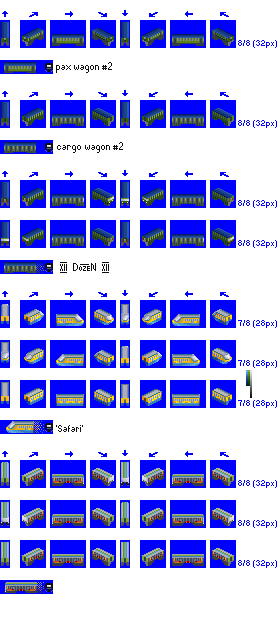 8/8 (32px)
pax wagon #2
8/8 (32px)
cargo wagon #2
8/8 (32px)
8/8 (32px)
XII DozeN XII
7/8 (28px)
7/8 (28px)
7/8 (28px)
'Safari'
8/8 (32px)
8/8 (32px)
8/8 (32px)